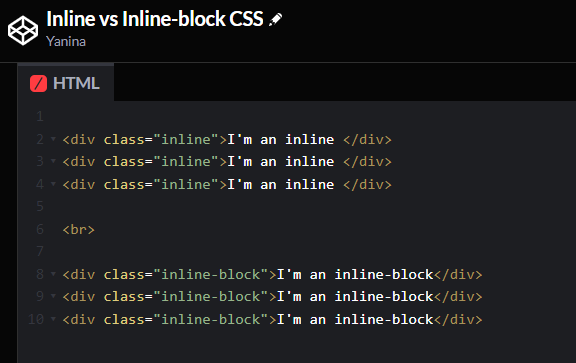 Inline vs Inline-block CSS
Yanina
/ HTML
1
2 <div class="inline">I'm an inline </div>
3 <div class="inline">I'm an inline </div>
4 <div class="inline">I'm an inline </div>
5
6 <br>
7
8 <div class="inline-block">I'm an inline-block</div>
9 <div class="inline-block">I'm an inline-block</div>
10 <div class="inline-block">I'm an inline-block</div>